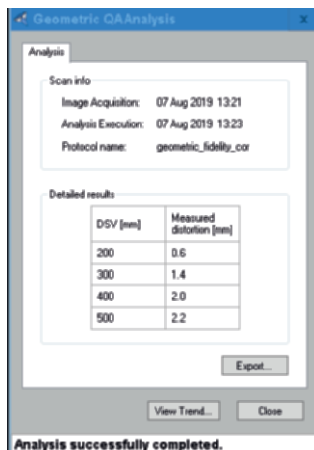 Geometric QAAnalysis
Analysis
Scan info
Image Acquisition: 07 Aug 2019 13:21
Analysis Execution: 07 Aug 2019 13:23
Protocol name: geometric_fidelity_cor
Detailed results
DSV [mm] Measured distortion [mm]
200 0.6
300 1.4
400 2.0
500 2.2
Export...
View Trend... Close
Analysis successfully completed.